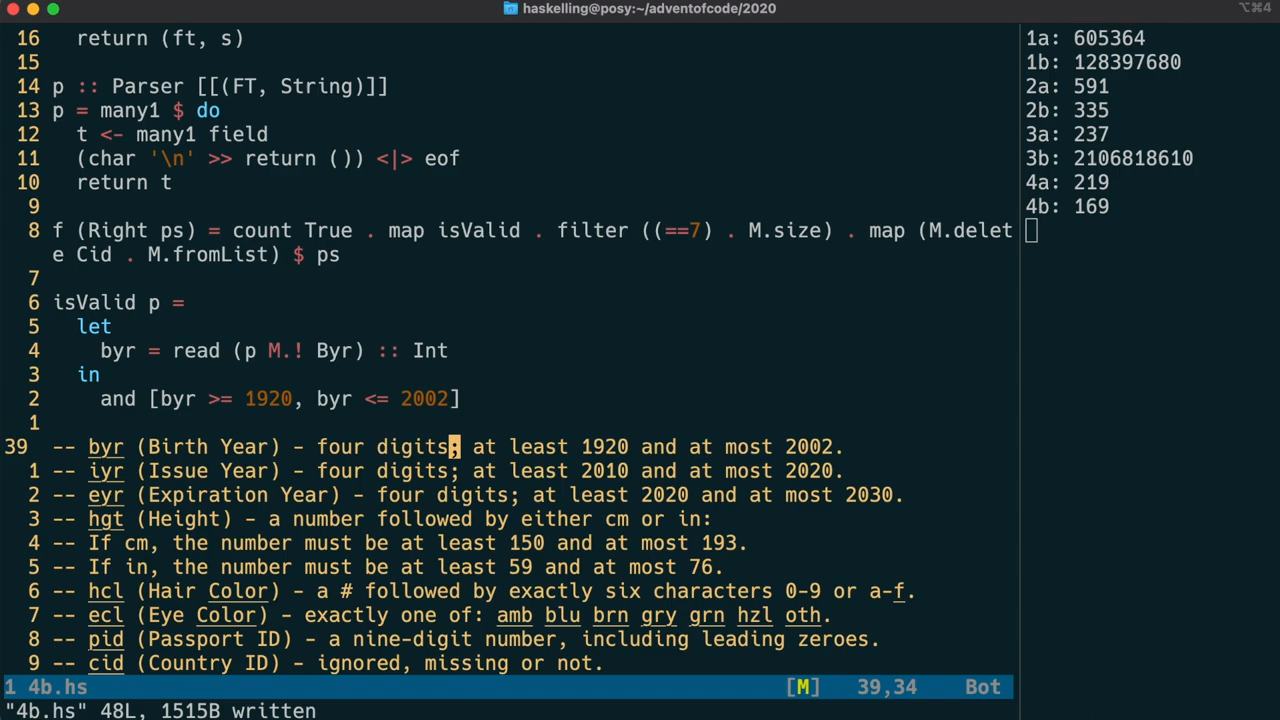 haskelling@posy:~/adventofcode/2020
⌥⌘4
16 return (ft, s)
15
14 p :: Parser [[(FT, String)]]
13 p = many1 $ do
12 t <- many1 field
11 (char '\n' >> return ()) <|> eof
10 return t
9
8 f (Right ps) = count True . map isValid . filter ((==7) . M.size) . map (M.delet
e Cid . M.fromList) $ ps
7
6 isValid p =
5 let
4 byr = read (p M.! Byr) :: Int
3 in
2 and [byr >= 1920, byr <= 2002]
1
39 -- byr (Birth Year) - four digits; at least 1920 and at most 2002.
1 -- iyr (Issue Year) - four digits; at least 2010 and at most 2020.
2 -- eyr (Expiration Year) - four digits; at least 2020 and at most 2030.
3 -- hgt (Height) - a number followed by either cm or in:
4 -- If cm, the number must be at least 150 and at most 193.
5 -- If in, the number must be at least 59 and at most 76.
6 -- hcl (Hair Color) - a # followed by exactly six characters 0-9 or a-f.
7 -- ecl (Eye Color) - exactly one of: amb blu brn gry grn hzl oth.
8 -- pid (Passport ID) - a nine-digit number, including leading zeroes.
9 -- cid (Country ID) - ignored, missing or not.
1 4b.hs [M] 39,34 Bot
"4b.hs" 48L, 1515B written
1a: 605364
1b: 128397680
2a: 591
2b: 335
3a: 237
3b: 2106818610
4a: 219
4b: 169